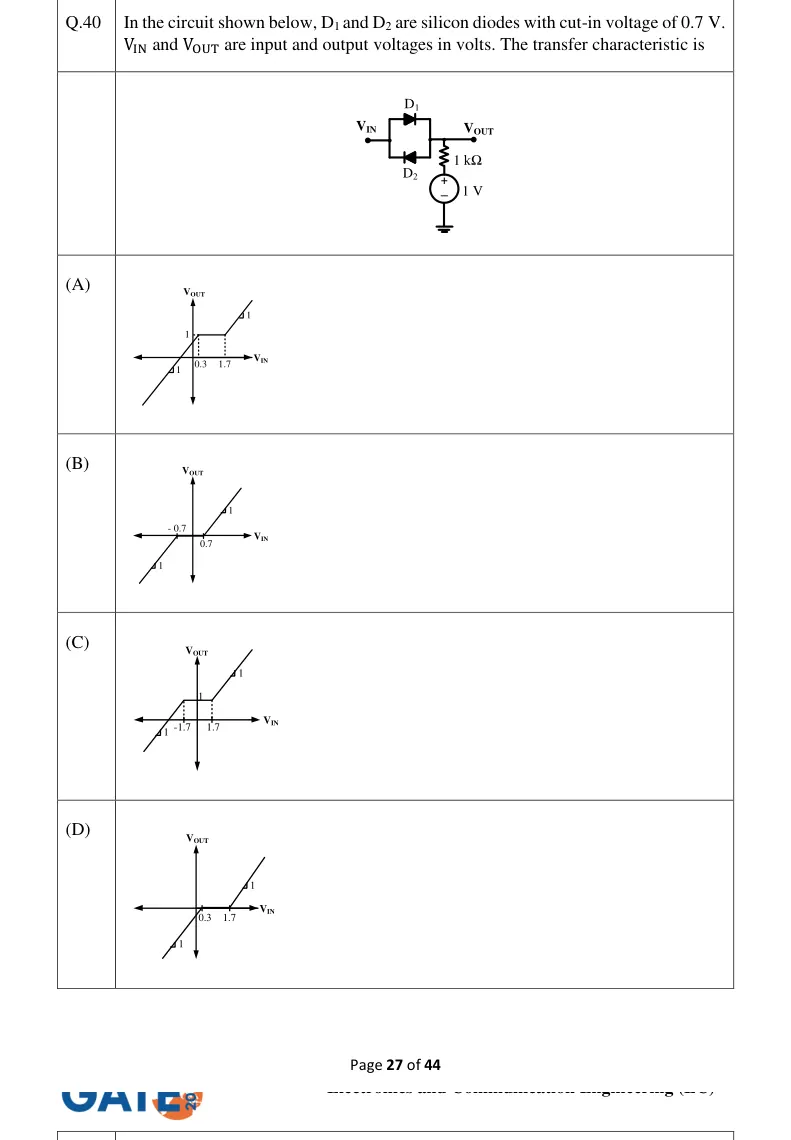 Q.40 In the circuit shown below, D1 and D2 are silicon diodes with cut-in voltage of 0.7 V.
VIN and VOUT are input and output voltages in volts. The transfer characteristic is
D1
VIN
VOUT
1 kΩ
D2
+
−
1 V
(A)
VOUT
1
1
VIN
0.3 1.7
1
(B)
VOUT
1
- 0.7
VIN
0.7
1
(C)
VOUT
1
1
VIN
-1.7 1.7
1
(D)
VOUT
1
VIN
0.3 1.7
1
Page 27 of 44
GATE 20